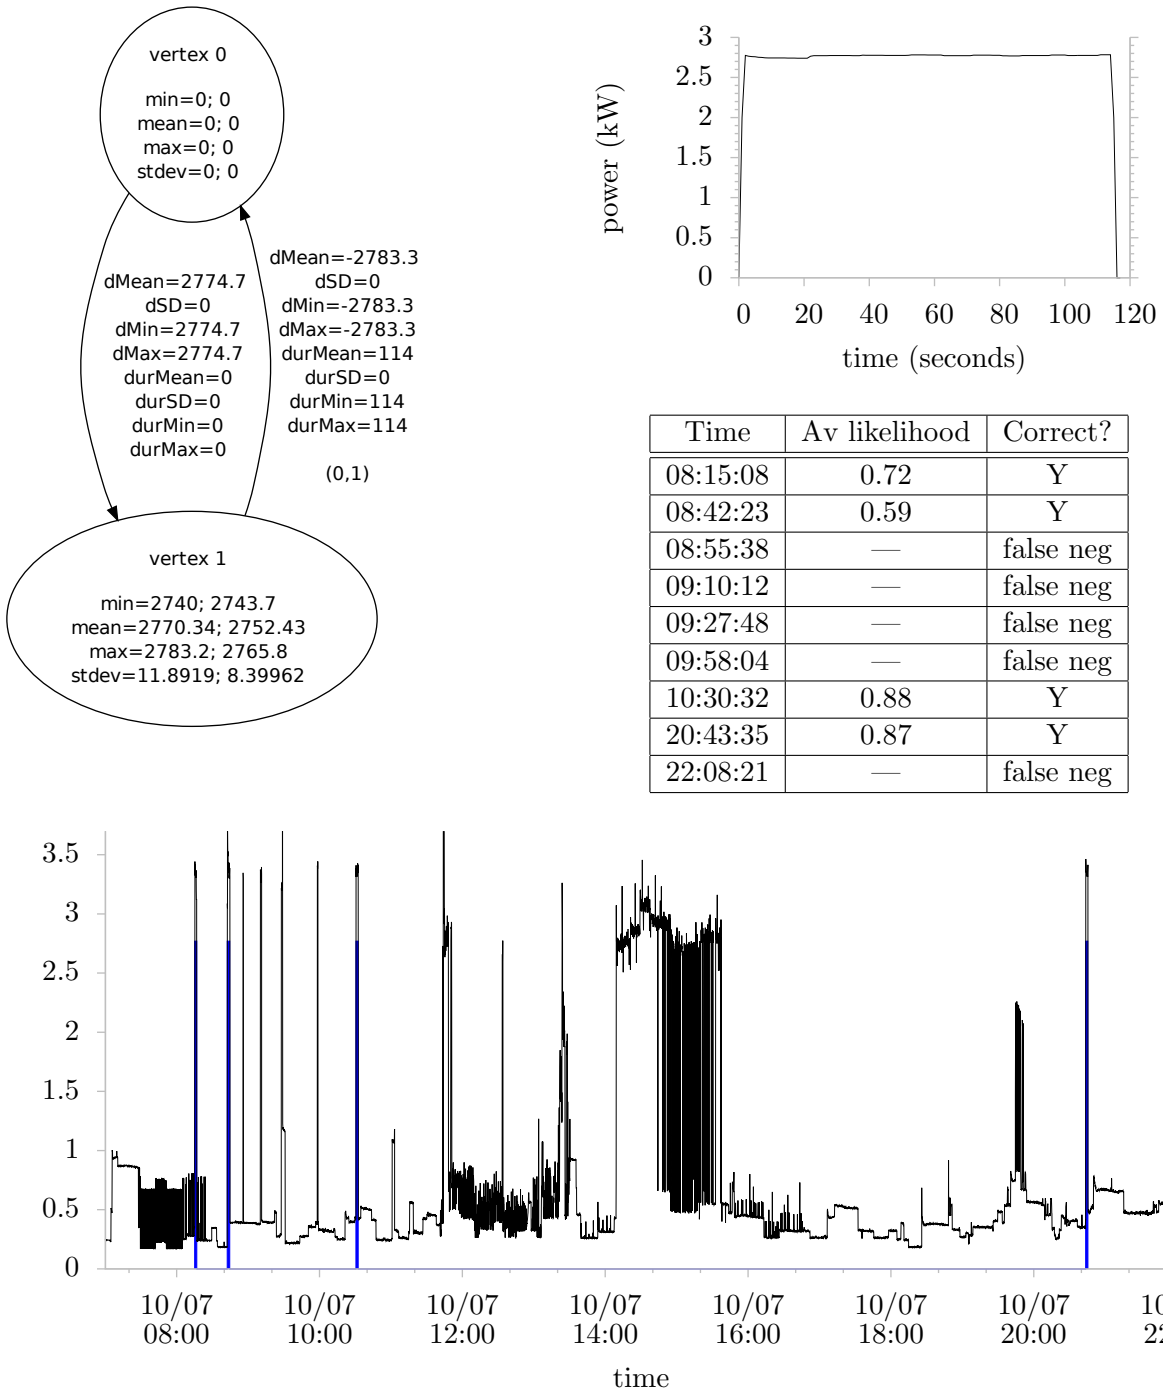 vertex 0
min=0; 0
mean=0; 0
max=0; 0
stdev=0; 0
dMean=2774.7
dSD=0
dMin=2774.7
dMax=2774.7
durMean=0
durSD=0
durMin=0
durMax=0
dMean=-2783.3
dSD=0
dMin=-2783.3
dMax=-2783.3
durMean=114
durSD=0
durMin=114
durMax=114
(0,1)
vertex 1
min=2740; 2743.7
mean=2770.34; 2752.43
max=2783.2; 2765.8
stdev=11.8919; 8.39962
power (kW)
3
2.5
2
1.5
1
0.5
0
0 20 40 60 80 100 120
time (seconds)
Time Av likelihood Correct?
08:15:08 0.72 Y
08:42:23 0.59 Y
08:55:38 — false neg
09:10:12 — false neg
09:27:48 — false neg
09:58:04 — false neg
10:30:32 0.88 Y
20:43:35 0.87 Y
22:08:21 — false neg
3.5
3
2.5
2
1.5
1
0.5
0
10/07 10/07 10/07 10/07 10/07 10/07 10/07 10
08:00 10:00 12:00 14:00 16:00 18:00 20:00 22
time